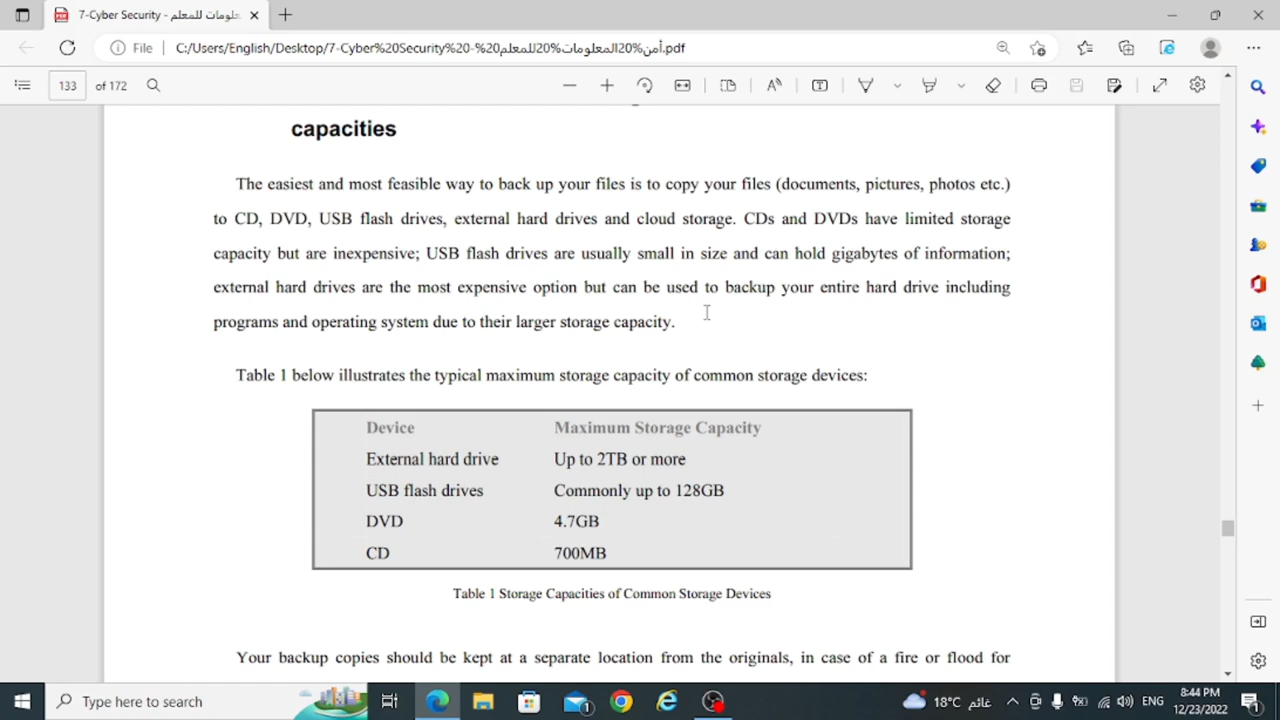 7-Cyber Security - أمن المعلومات للمعلم
File
C:/Users/English/Desktop/7-Cyber%20Security%20-%20أمن%20المعلومات%20للمعلم.pdf
133 of 172
capacities
The easiest and most feasible way to back up your files is to copy your files (documents, pictures, photos etc.)
to CD, DVD, USB flash drives, external hard drives and cloud storage. CDs and DVDs have limited storage
capacity but are inexpensive; USB flash drives are usually small in size and can hold gigabytes of information;
external hard drives are the most expensive option but can be used to backup your entire hard drive including
programs and operating system due to their larger storage capacity.
Table 1 below illustrates the typical maximum storage capacity of common storage devices:
Device Maximum Storage Capacity
External hard drive Up to 2TB or more
USB flash drives Commonly up to 128GB
DVD 4.7GB
CD 700MB
Table 1 Storage Capacities of Common Storage Devices
Your backup copies should be kept at a separate location from the originals, in case of a fire or flood for
Type here to search
18°C غائم
ENG
8:44 PM
12/23/2022